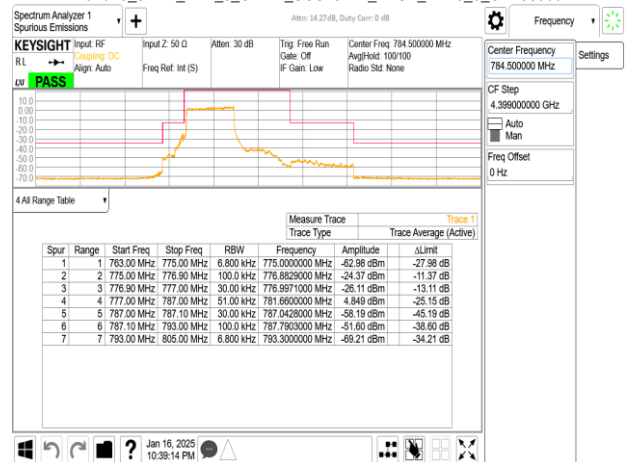 Spectrum Analyzer 1
Spurious Emissions
Attn: 14.27dB, Duty Corr: 0 dB
Frequency
KEYSIGHT
Input: RF
Input Z: 50 Ω
Atten: 30 dB
Trig: Free Run
Center Freq: 784.500000 MHz
RL
Coupling: DC
Gate: Off
Avg|Hold: 100/100
Align: Auto
Freq Ref: Int (S)
IF Gain: Low
Radio Std: None
LXI
PASS
Center Frequency
784.500000 MHz
Settings
CF Step
4.399000000 GHz
Auto
Man
Freq Offset
0 Hz
10.0
0.00
-10.0
-20.0
-30.0
-40.0
-50.0
-60.0
-70.0
4 All Range Table
Measure Trace Trace 1
Trace Type Trace Average (Active)
Spur Range Start Freq Stop Freq RBW Frequency Amplitude ΔLimit
1 1 763.00 MHz 775.00 MHz 6.800 kHz 775.0000000 MHz -62.98 dBm -27.98 dB
2 2 775.00 MHz 776.90 MHz 100.0 kHz 776.8829000 MHz -24.37 dBm -11.37 dB
3 3 776.90 MHz 777.00 MHz 30.00 kHz 776.9971000 MHz -26.11 dBm -13.11 dB
4 4 777.00 MHz 787.00 MHz 51.00 kHz 781.6600000 MHz 4.849 dBm -25.15 dB
5 5 787.00 MHz 787.10 MHz 30.00 kHz 787.0428000 MHz -58.19 dBm -45.19 dB
6 6 787.10 MHz 793.00 MHz 100.0 kHz 787.7903000 MHz -51.60 dBm -38.60 dB
7 7 793.00 MHz 805.00 MHz 6.800 kHz 793.3000000 MHz -69.21 dBm -34.21 dB
Jan 16, 2025
10:39:14 PM